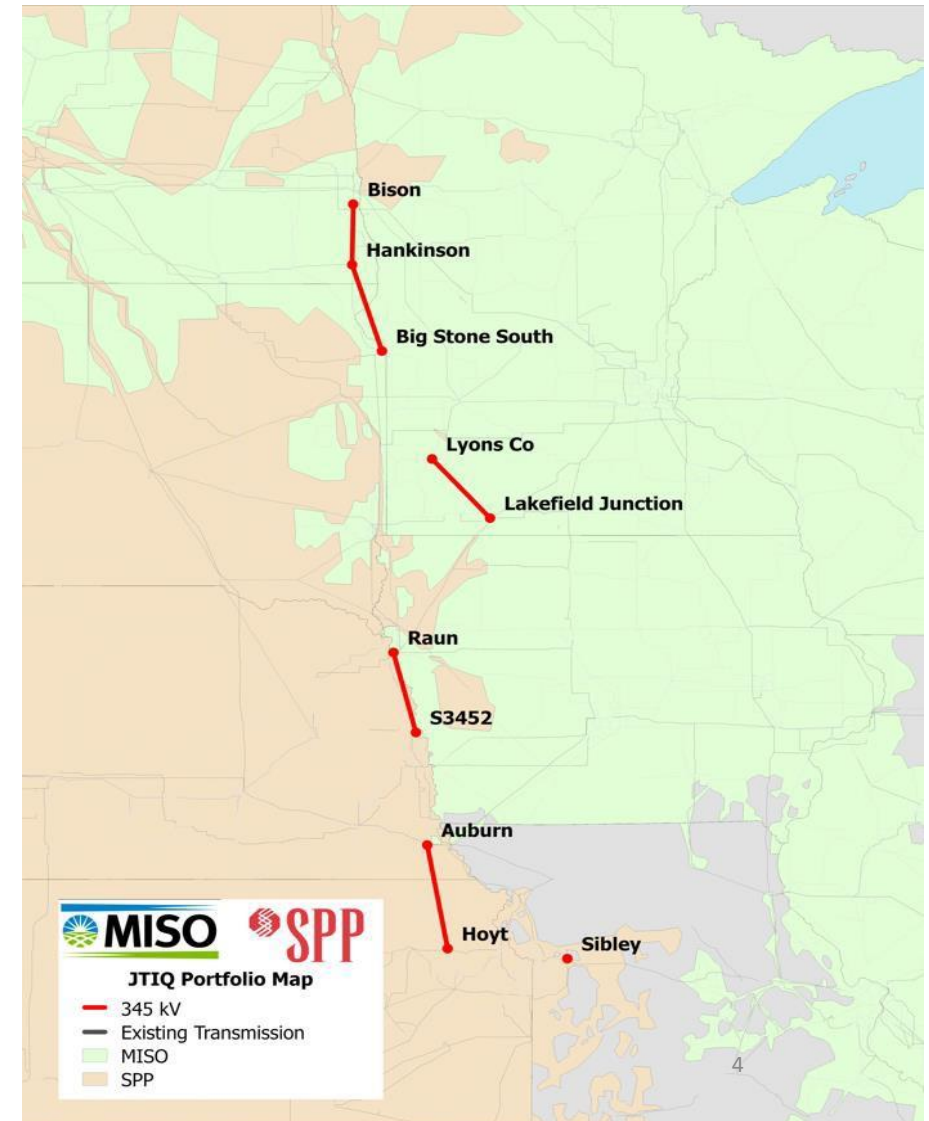 Bison
Hankinson
Big Stone South
Lyons Co
Lakefield Junction
Raun
S3452
Auburn
Hoyt
Sibley
MISO SPP
JTIQ Portfolio Map
345 kV
Existing Transmission
MISO
SPP
4